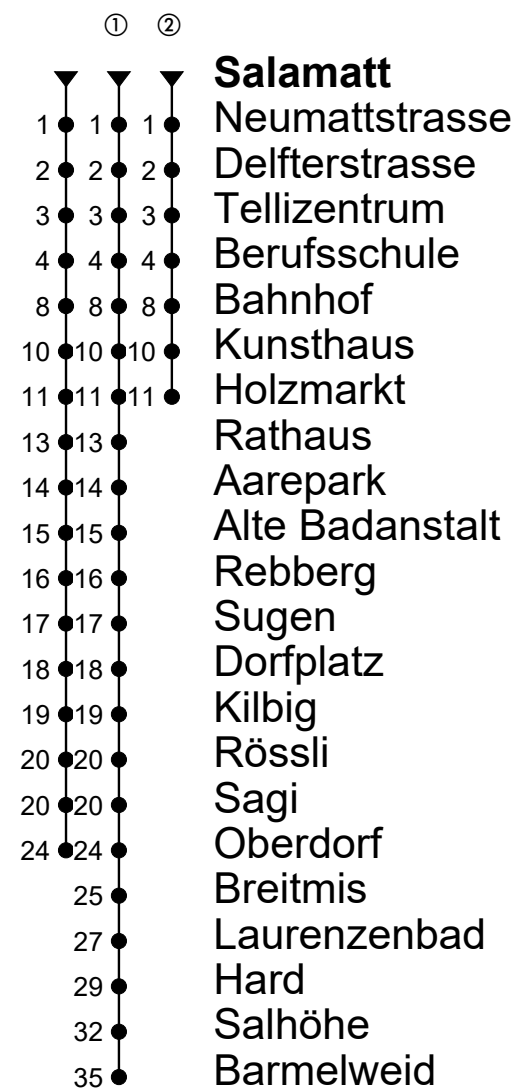 ① ②
Salamatt
1 1 1 Neumattstrasse
2 2 2 Delfterstrasse
3 3 3 Tellizentrum
4 4 4 Berufsschule
8 8 8 Bahnhof
10 10 10 Kunsthaus
11 11 11 Holzmarkt
13 13 Rathaus
14 14 Aarepark
15 15 Alte Badanstalt
16 16 Rebberg
17 17 Sugen
18 18 Dorfplatz
19 19 Kilbig
20 20 Rössli
20 20 Sagi
24 24 Oberdorf
25 Breitmis
27 Laurenzenbad
29 Hard
32 Salhöhe
35 Barmelweid